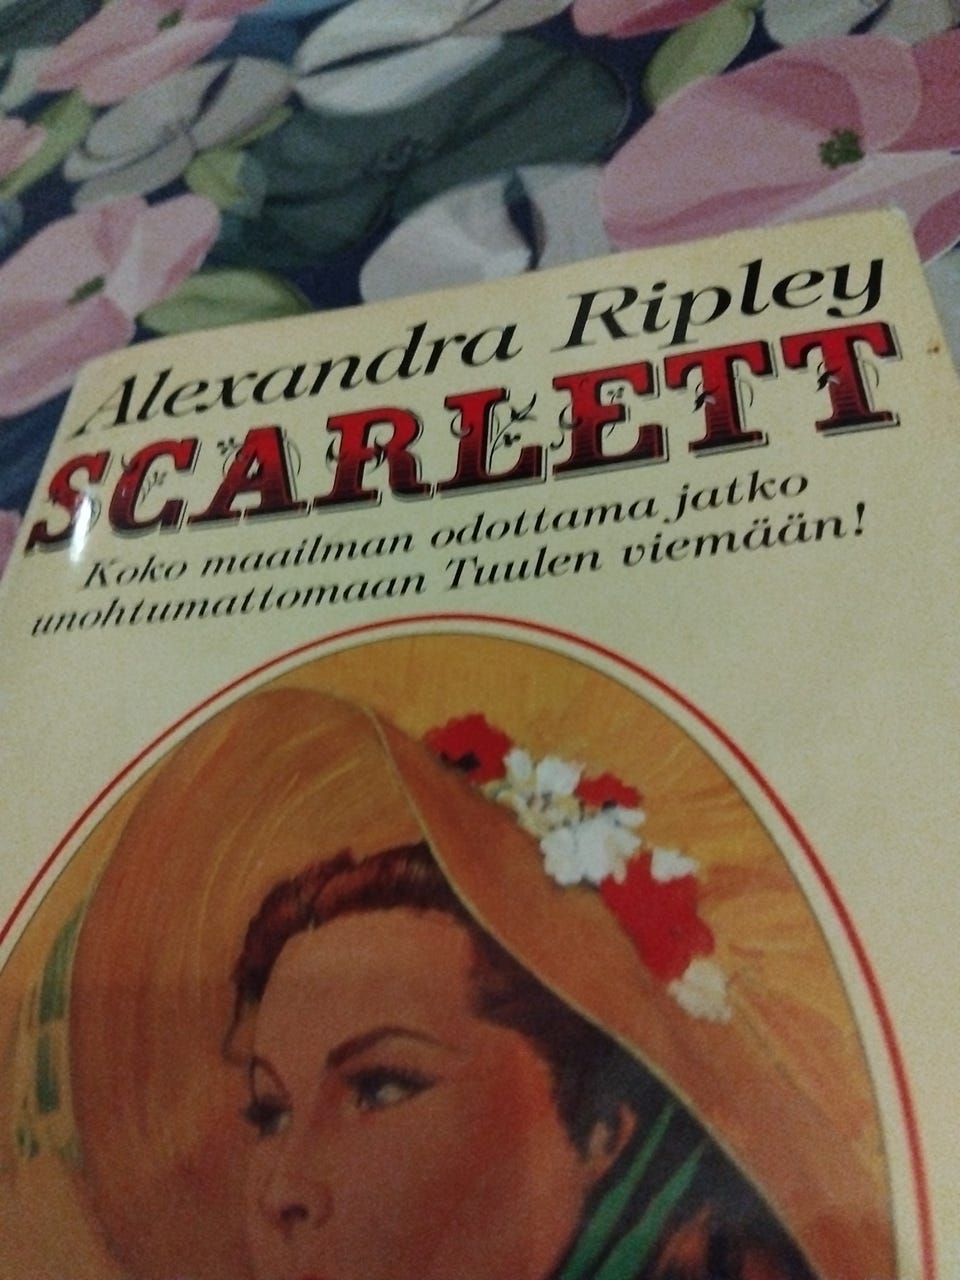 Alexandra Ripley
SCARLETT
Koko maailman odottama jatko
unohtumattomaan Tuulen viemään!